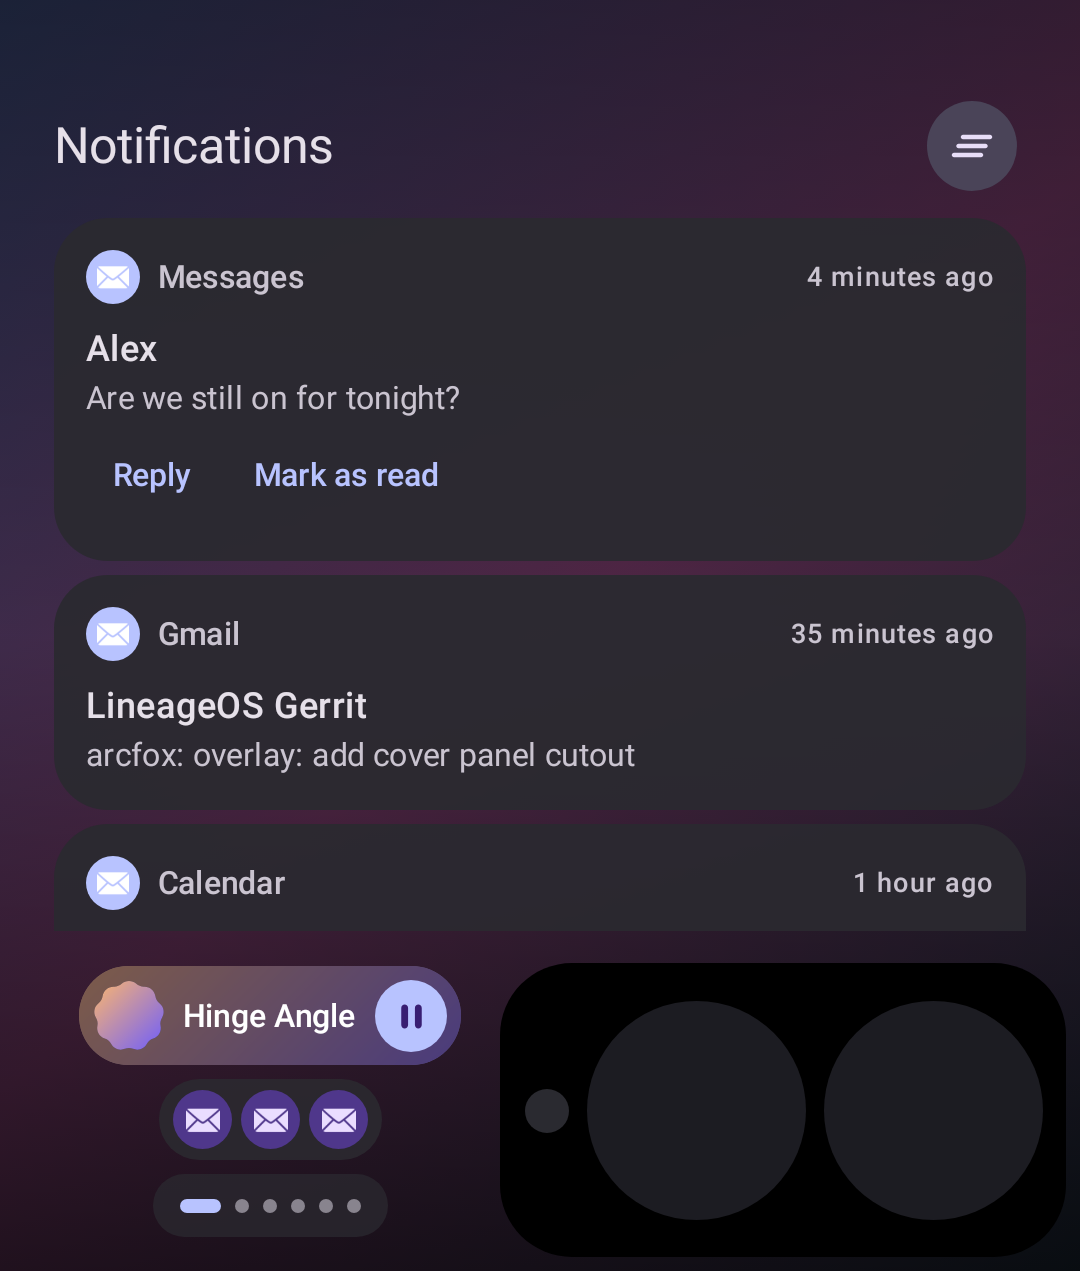 Notifications
Messages
4 minutes ago
Alex
Are we still on for tonight?
Reply
Mark as read
Gmail
35 minutes ago
LineageOS Gerrit
arcfox: overlay: add cover panel cutout
Calendar
1 hour ago
Hinge Angle